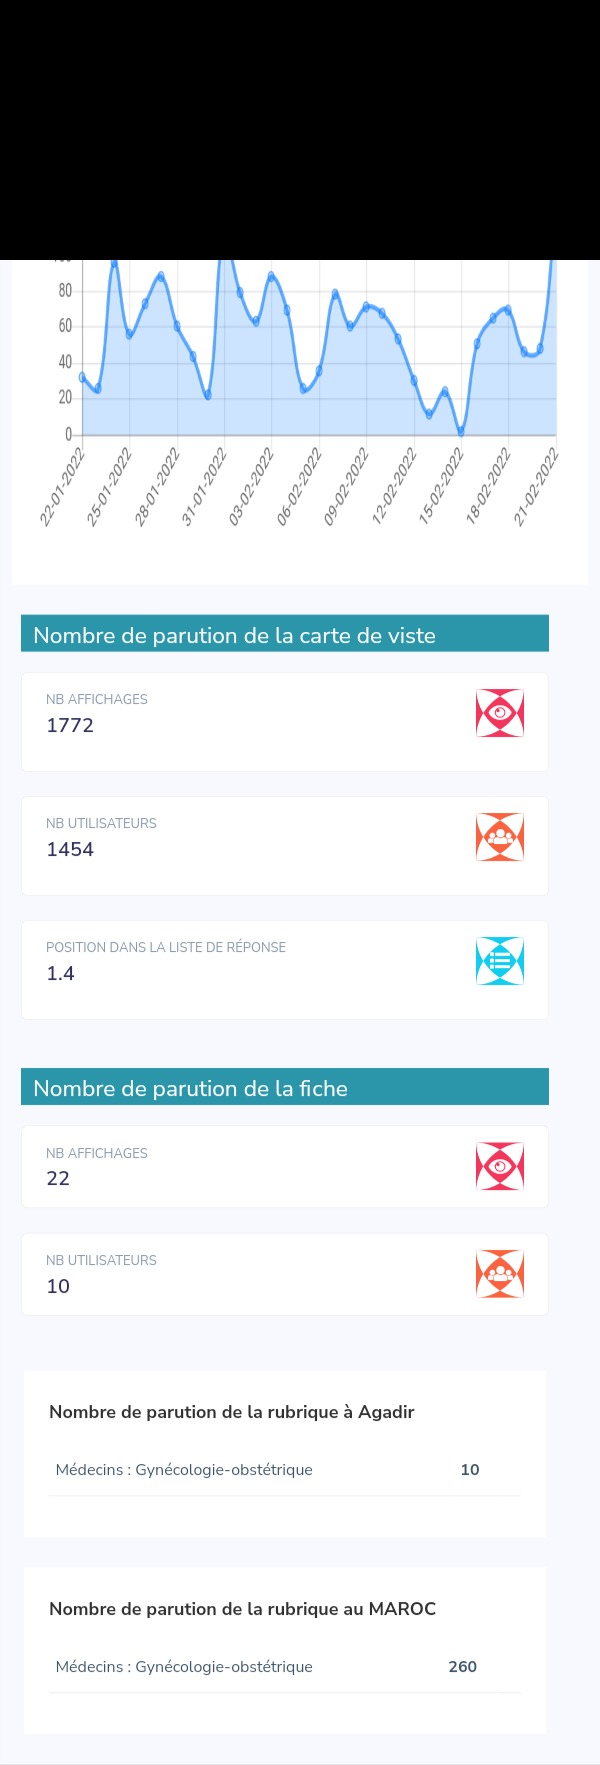 80
60
40
20
0
22-01-2022
25-01-2022
28-01-2022
31-01-2022
03-02-2022
06-02-2022
09-02-2022
12-02-2022
15-02-2022
18-02-2022
21-02-2022
Nombre de parution de la carte de viste
NB AFFICHAGES
1772
NB UTILISATEURS
1454
POSITION DANS LA LISTE DE RÉPONSE
1.4
Nombre de parution de la fiche
NB AFFICHAGES
22
NB UTILISATEURS
10
Nombre de parution de la rubrique à Agadir
Médecins : Gynécologie-obstétrique 10
Nombre de parution de la rubrique au MAROC
Médecins : Gynécologie-obstétrique 260